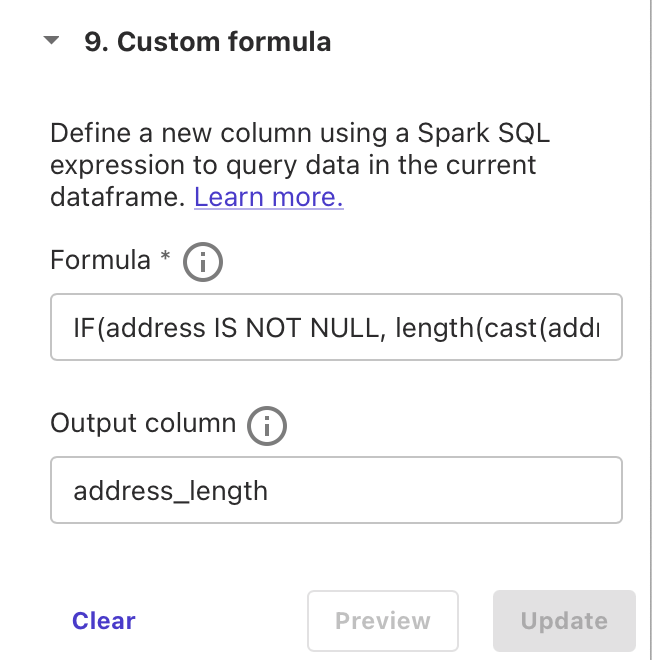 9. Custom formula
Define a new column using a Spark SQL
expression to query data in the current
dataframe. Learn more.
Formula * i
IF(address IS NOT NULL, length(cast(add
Output column i
address_length
Clear
Preview
Update